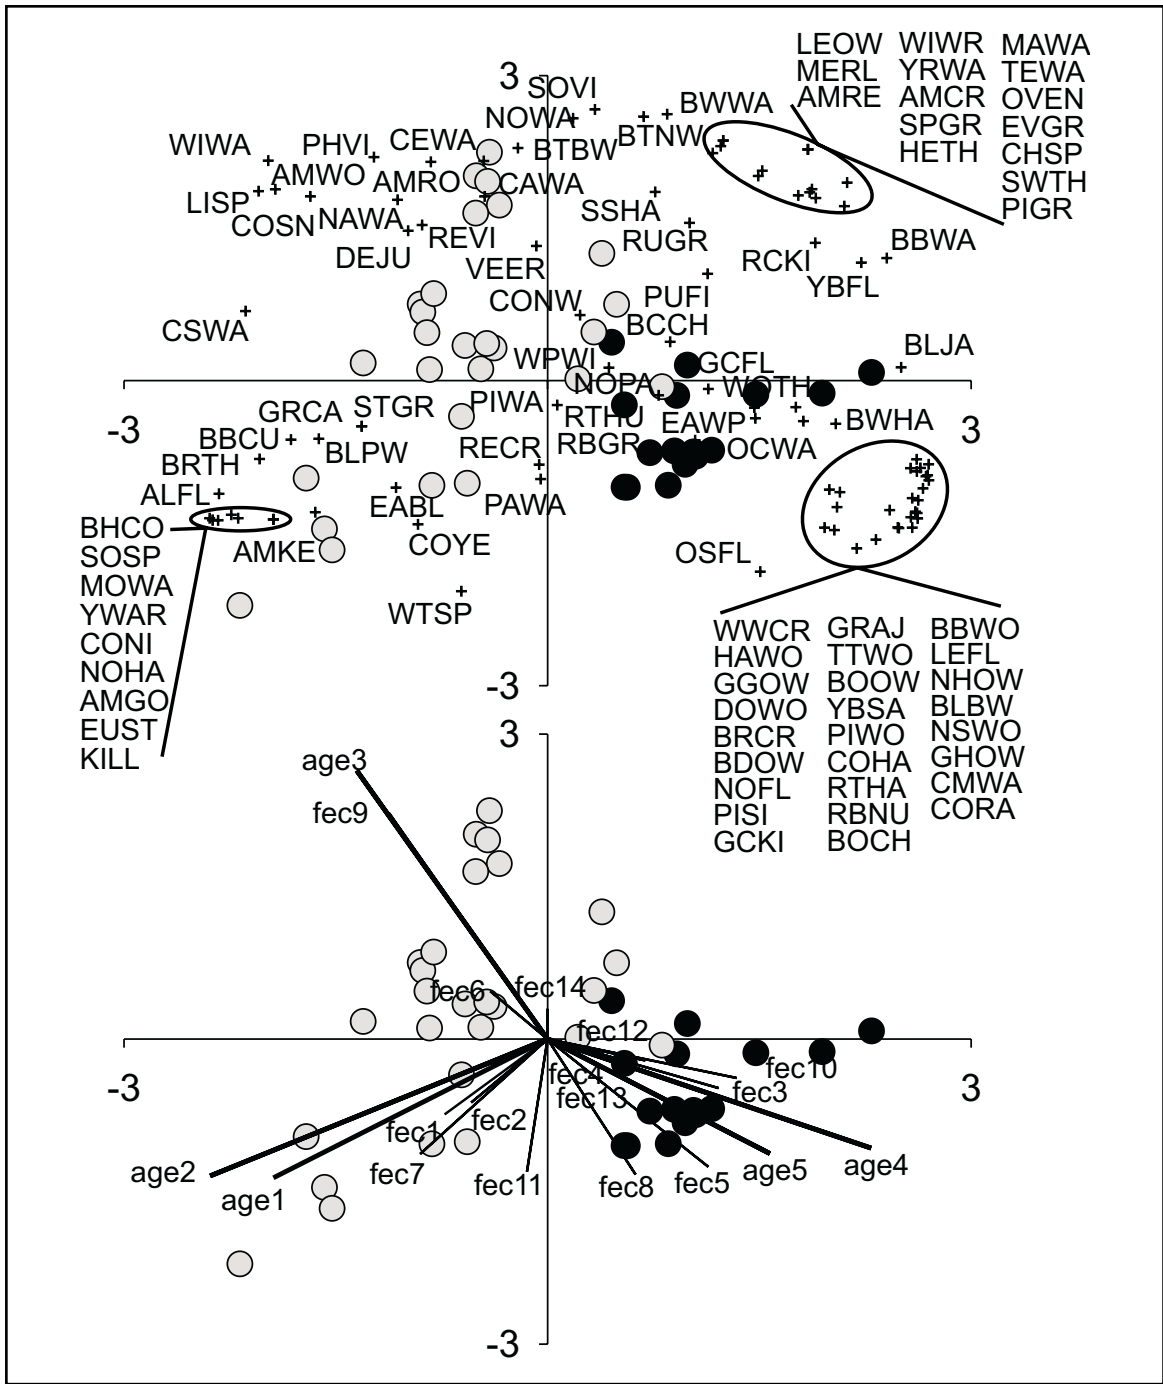 LEOW WIWR MAWA
MERL YRWA TEWA
AMRE AMCR OVEN
SPGR EVGR
HETH CHSP
SWTH
PIGR
3
SOVI
NOWA
BWWA
BTNW
BTBW
WIWA
PHVI
CEWA
AMWO
AMRO
CAWA
LISP
COSN
NAWA
REVI
DEJU
VEER
SSHA
RUGR
RCKI
BBWA
YBFL
PUFI
CONW
BCCH
CSWA
WPWI
GCFL
BLJA
NOPA
WOTH
-3
3
GRCA
STGR
PIWA
RTHU
EAWP
BWHA
BBCU
BLPW
RECR
RBGR
OCWA
BRTH
ALFL
EABL
PAWA
BHCO
SOSP
MOWA
YWAR
CONI
NOHA
AMGO
EUST
KILL
AMKE
COYE
OSFL
WTSP
WWCR GRAJ BBWO
HAWO TTWO LEFL
GGOW BOOW NHOW
DOWO YBSA BLBW
BRCR PIWO NSWO
BDOW COHA GHOW
NOFL RTHA CMWA
PISI RBNU CORA
GCKI BOCH
-3
3
age3
fec9
fec6
fec14
fec12
-3
fec4
fec10
3
fec13
fec3
fec1
fec2
age2
age1
fec7
fec11
fec8
fec5
age5
age4
-3